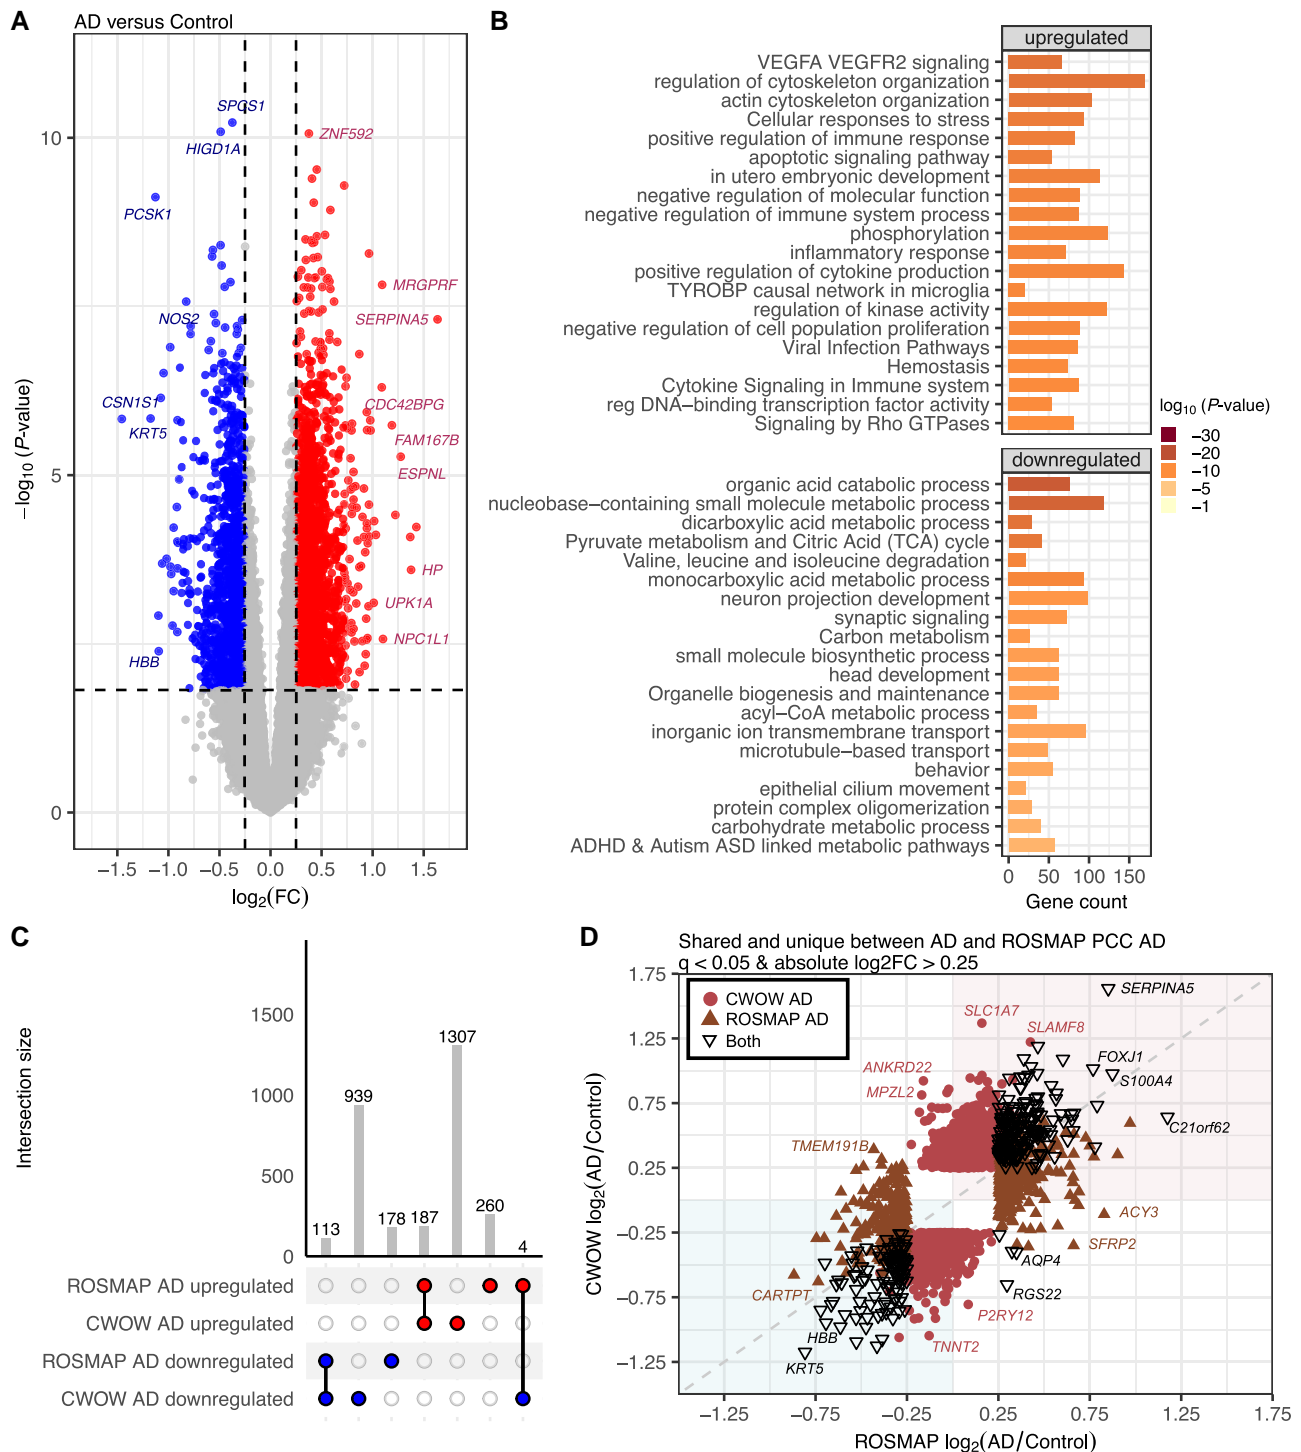 A
AD versus Control
SPCS1
ZNF592
HIGD1A
PCSK1
MRGPRF
NOS2
SERPINA5
CSN1S1
CDC42BPG
KRT5
FAM167B
ESPNL
HP
UPK1A
NPC1L1
HBB
10
5
0
−log10 (P-value)
−1.5 −1.0 −0.5 0.0 0.5 1.0 1.5
log2(FC)
B
upregulated
VEGFA VEGFR2 signaling
regulation of cytoskeleton organization
actin cytoskeleton organization
Cellular responses to stress
positive regulation of immune response
apoptotic signaling pathway
in utero embryonic development
negative regulation of molecular function
negative regulation of immune system process
phosphorylation
inflammatory response
positive regulation of cytokine production
TYROBP causal network in microglia
regulation of kinase activity
negative regulation of cell population proliferation
Viral Infection Pathways
Hemostasis
Cytokine Signaling in Immune system
reg DNA−binding transcription factor activity
Signaling by Rho GTPases
downregulated
organic acid catabolic process
nucleobase−containing small molecule metabolic process
dicarboxylic acid metabolic process
Pyruvate metabolism and Citric Acid (TCA) cycle
Valine, leucine and isoleucine degradation
monocarboxylic acid metabolic process
neuron projection development
synaptic signaling
Carbon metabolism
small molecule biosynthetic process
head development
Organelle biogenesis and maintenance
acyl−CoA metabolic process
inorganic ion transmembrane transport
microtubule−based transport
behavior
epithelial cilium movement
protein complex oligomerization
carbohydrate metabolic process
ADHD & Autism ASD linked metabolic pathways
0 50 100 150
Gene count
log10 (P-value)
−30
−20
−10
−5
−1
C
Intersection size
1500
1000
500
0
113
939
178
187
1307
260
4
ROSMAP AD upregulated
CWOW AD upregulated
ROSMAP AD downregulated
CWOW AD downregulated
D
Shared and unique between AD and ROSMAP PCC AD
q < 0.05 & absolute log2FC > 0.25
CWOW AD
ROSMAP AD
Both
SERPINA5
SLC1A7
SLAMF8
FOXJ1
ANKRD22
S100A4
MPZL2
C21orf62
TMEM191B
ACY3
SFRP2
AQP4
CARTPT
RGS22
P2RY12
HBB
TNNT2
KRT5
1.75
1.25
0.75
0.25
−0.25
−0.75
−1.25
CWOW log2(AD/Control)
−1.25 −0.75 −0.25 0.25 0.75 1.25 1.75
ROSMAP log2(AD/Control)